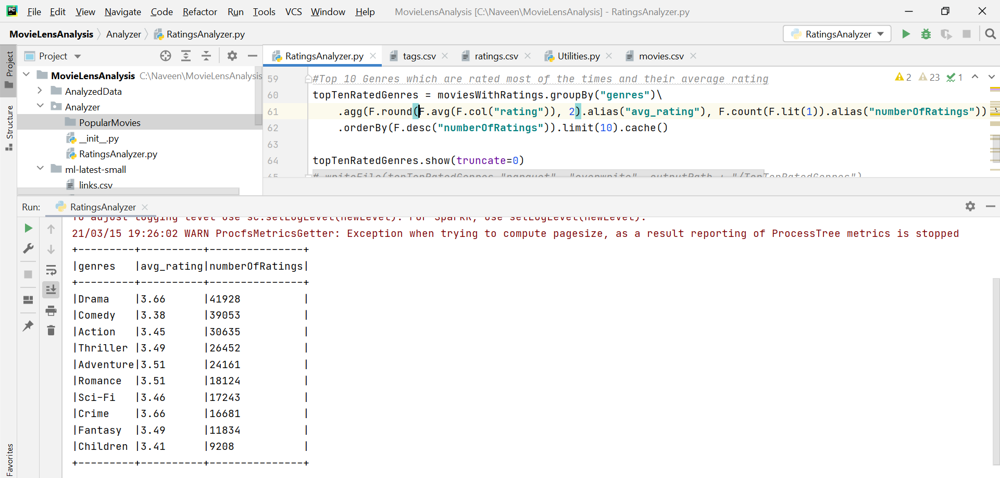 PC File Edit View Navigate Code Refactor Run Tools VCS Window Help MovieLensAnalysis [C:\Naveen\MovieLensAnalysis] - RatingsAnalyzer.py
MovieLensAnalysis Analyzer RatingsAnalyzer.py RatingsAnalyzer
Project
Structure
Favorites
Project
MovieLensAnalysis C:\Naveen\MovieLensAnalysis
AnalyzedData
Analyzer
PopularMovies
__init__.py
RatingsAnalyzer.py
ml-latest-small
links.csv
RatingsAnalyzer.py tags.csv ratings.csv Utilities.py movies.csv
2 23 1
59 #Top 10 Genres which are rated most of the times and their average rating
60 topTenRatedGenres = moviesWithRatings.groupBy("genres")\
61 .agg(F.round(F.avg(F.col("rating")), 2).alias("avg_rating"), F.count(F.lit(1)).alias("numberOfRatings")) \
62 .orderBy(F.desc("numberOfRatings")).limit(10).cache()
63
64 topTenRatedGenres.show(truncate=0)
65 # writeFile(topTenRatedGenres,"parquet", "overwrite", outputPath + "/TopTenRatedGenres")
Run: RatingsAnalyzer
To adjust logging level use sc.setLogLevel(newLevel). For SparkR, use setLogLevel(newLevel).
21/03/15 19:26:02 WARN ProcfsMetricsGetter: Exception when trying to compute pagesize, as a result reporting of ProcessTree metrics is stopped
+---------+----------+---------------+
|genres   |avg_rating|numberOfRatings|
+---------+----------+---------------+
|Drama    |3.66      |41928          |
|Comedy   |3.38      |39053          |
|Action   |3.45      |30635          |
|Thriller |3.49      |26452          |
|Adventure|3.51      |24161          |
|Romance  |3.51      |18124          |
|Sci-Fi   |3.46      |17243          |
|Crime    |3.66      |16681          |
|Fantasy  |3.49      |11834          |
|Children |3.41      |9208           |
+---------+----------+---------------+